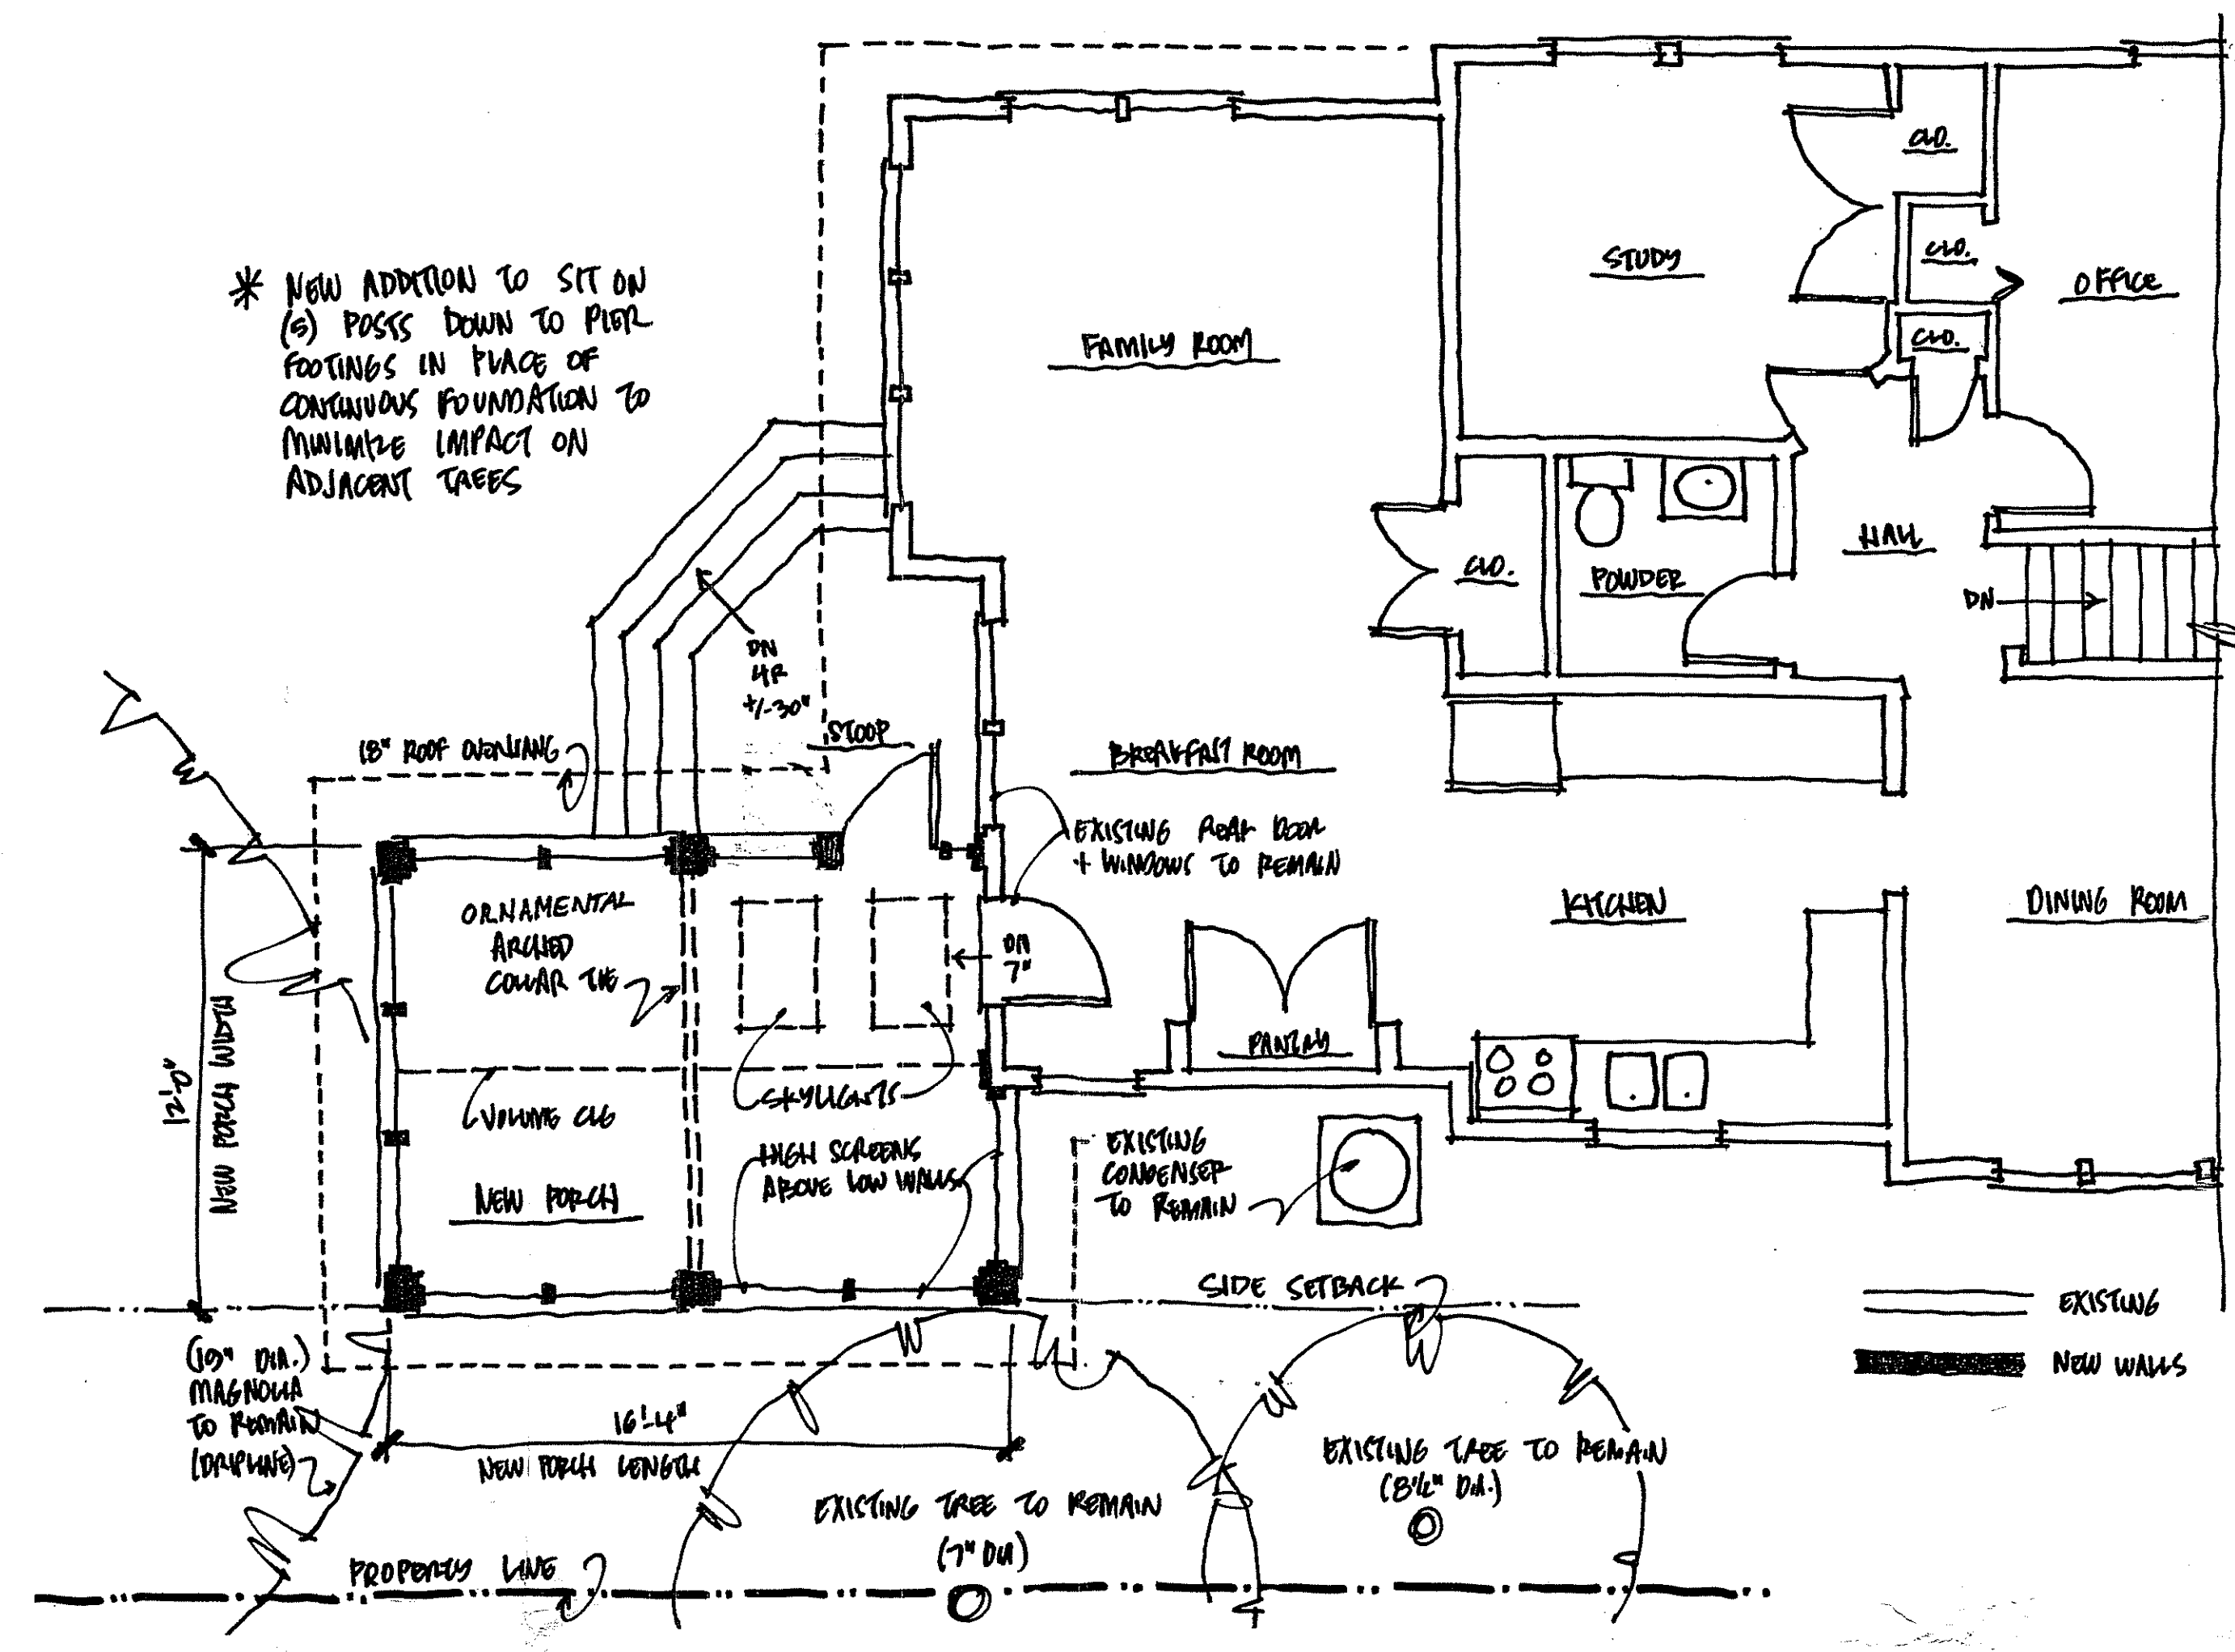 CLO.
CLO.
STUDY
OFFICE
* NEW ADDITION TO SIT ON
(5) POSTS DOWN TO PIER
FOOTINGS IN PLACE OF
CONTINUOUS FOUNDATION TO
MINIMIZE IMPACT ON
ADJACENT TREES
FAMILY ROOM
CLO.
HALL
CLO.
POWDER
DN
DN
4R
+/-30"
STOOP
18" ROOF OVERHANG
BREAKFAST ROOM
EXISTING REAR DOOR
+ WINDOWS TO REMAIN
KITCHEN
DINING ROOM
ORNAMENTAL
ARCHED
COLLAR TIE
DN
7"
PANTRY
12'-0"
NEW PORCH WIDTH
VOLUME CLG
SKYLIGHTS
HIGH SCREENS
ABOVE LOW WALLS
NEW PORCH
EXISTING
CONDENSER
TO REMAIN
SIDE SETBACK
EXISTING
NEW WALLS
(19" DIA.)
MAGNOLIA
TO REMAIN
(DRIPLINE)
16'-4"
NEW PORCH LENGTH
EXISTING TREE TO REMAIN
(8 1/2" DIA.)
EXISTING TREE TO REMAIN
(7" DIA)
PROPERTY LINE